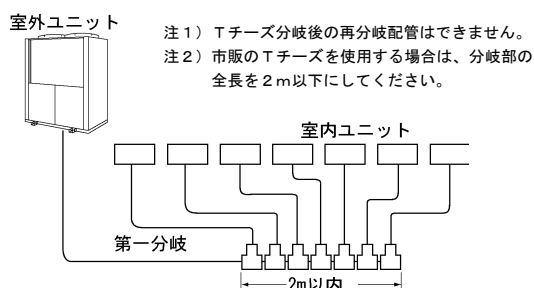 室外ユニット
注１）Ｔチーズ分岐後の再分岐配管はできません。
注２）市販のＴチーズを使用する場合は、分岐部の
全長を２ｍ以下にしてください。
室内ユニット
第一分岐
2m以内